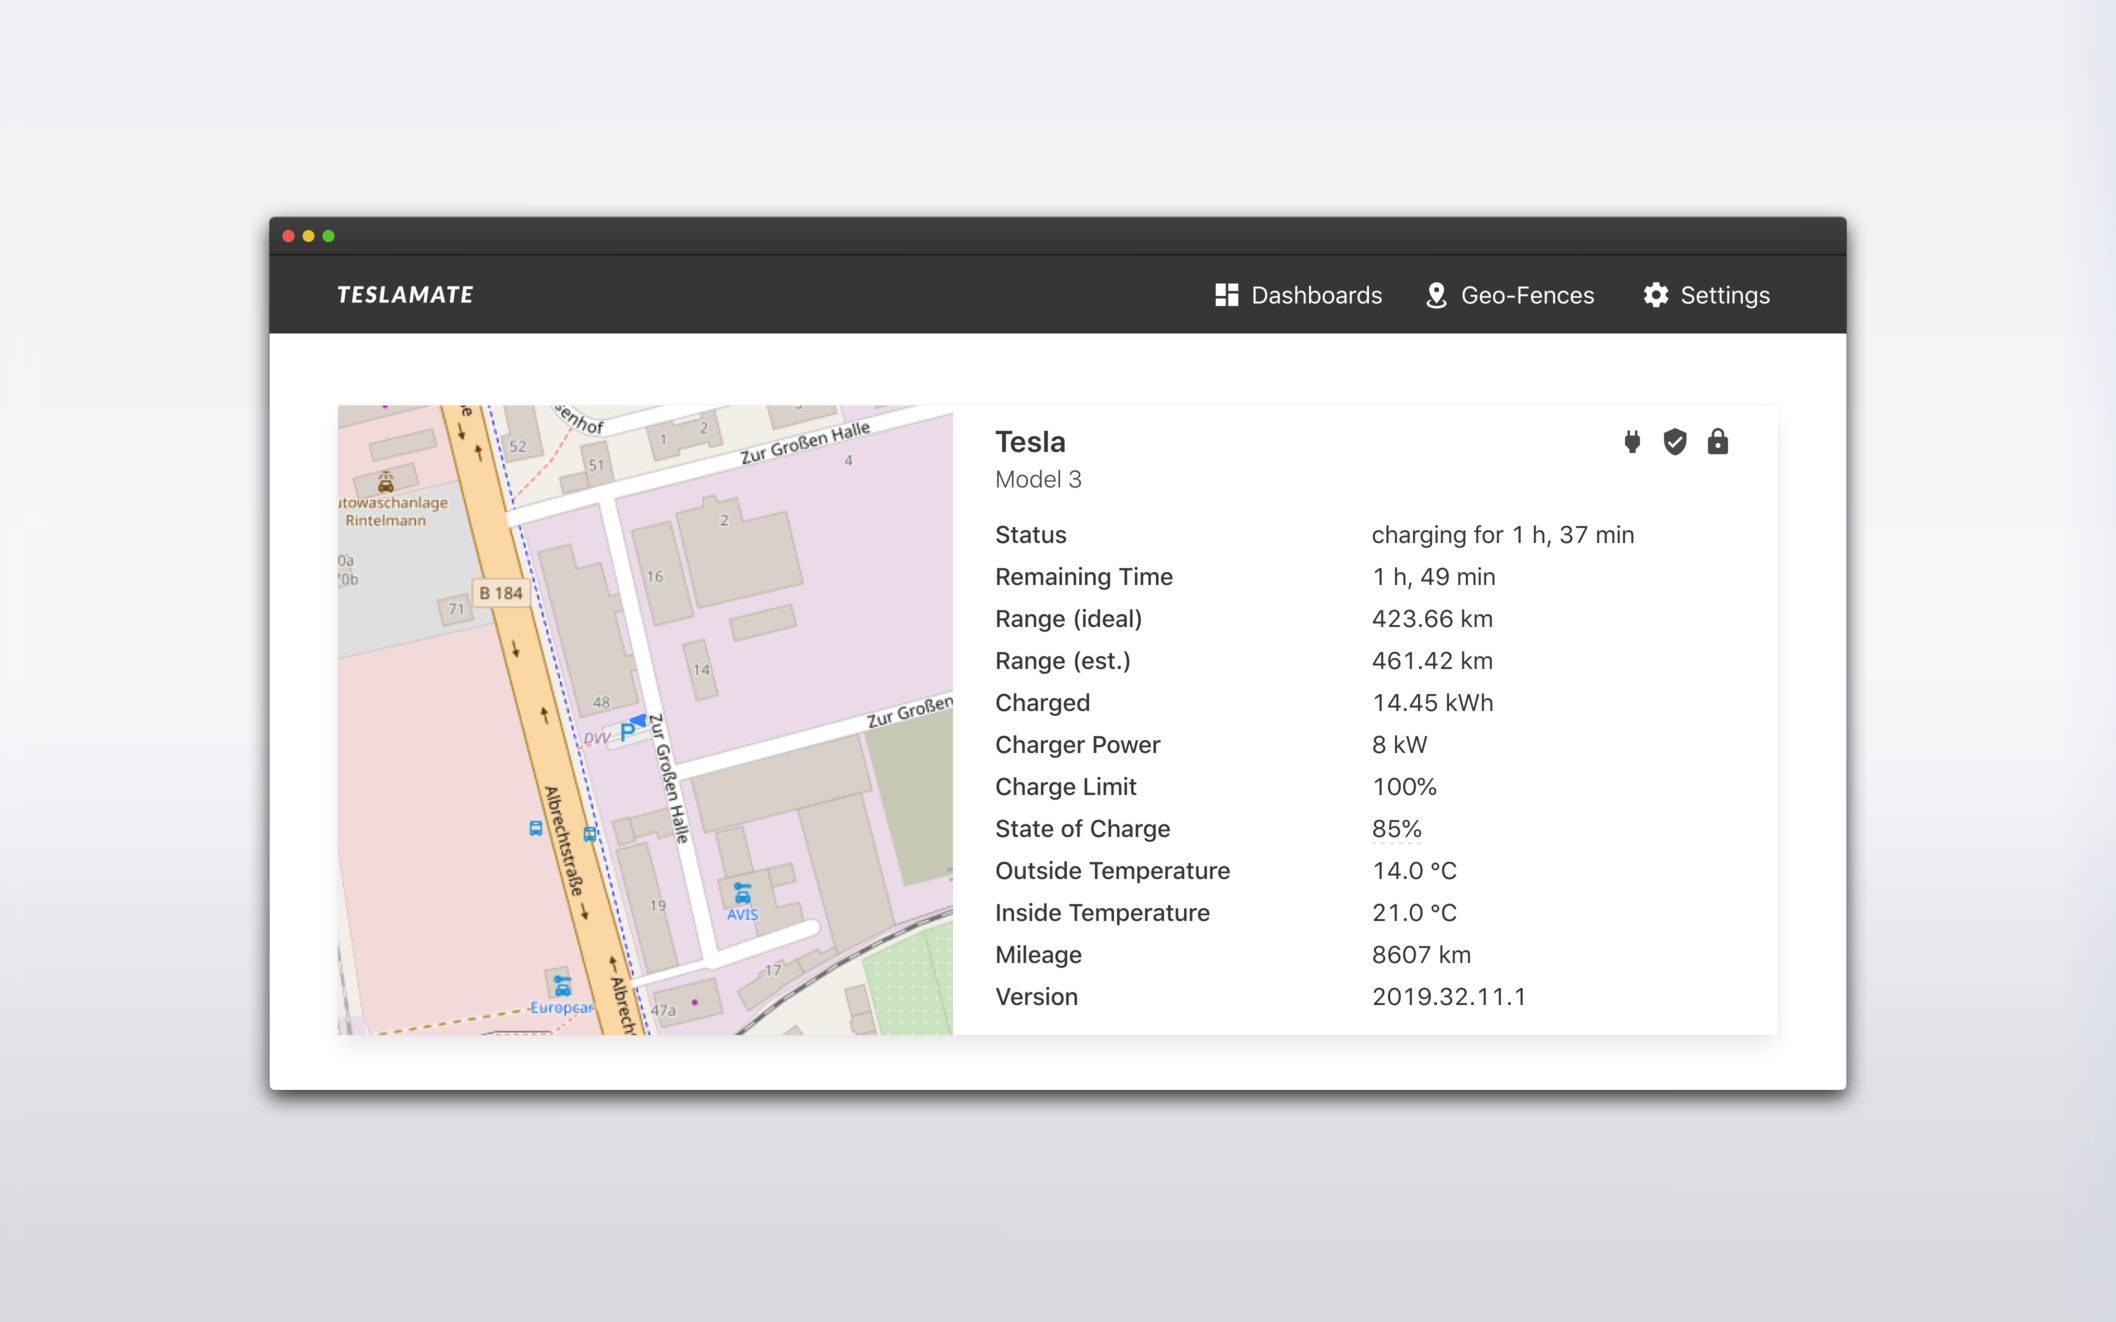 TESLAMATE
Dashboards
Geo-Fences
Settings
senhof
52
51
1
2
Zur Großen Halle
4
utowaschanlage
Rintelmann
0a
70b
71
B 184
2
16
14
48
DVV
P
Zur Großen Halle
Zur Großen
Albrechtstraße
19
AVIS
17
Europcar
Albrecht
47a
Tesla
Model 3
Status charging for 1 h, 37 min
Remaining Time 1 h, 49 min
Range (ideal) 423.66 km
Range (est.) 461.42 km
Charged 14.45 kWh
Charger Power 8 kW
Charge Limit 100%
State of Charge 85%
Outside Temperature 14.0 °C
Inside Temperature 21.0 °C
Mileage 8607 km
Version 2019.32.11.1